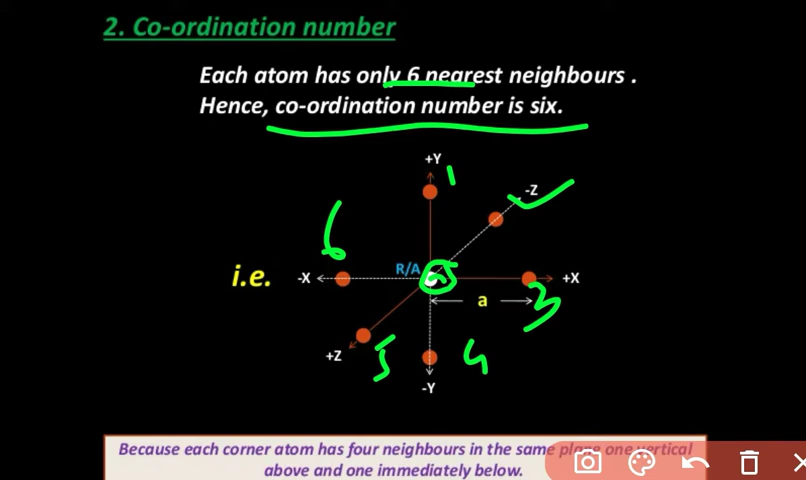 2. Co-ordination number
Each atom has only 6 nearest neighbours .
Hence, co-ordination number is six.
+Y
1
-Z
6
R/A
i.e.
-X
+X
a
3
+Z
5
4
-Y
Because each corner atom has four neighbours in the same plane one vertical
above and one immediately below.